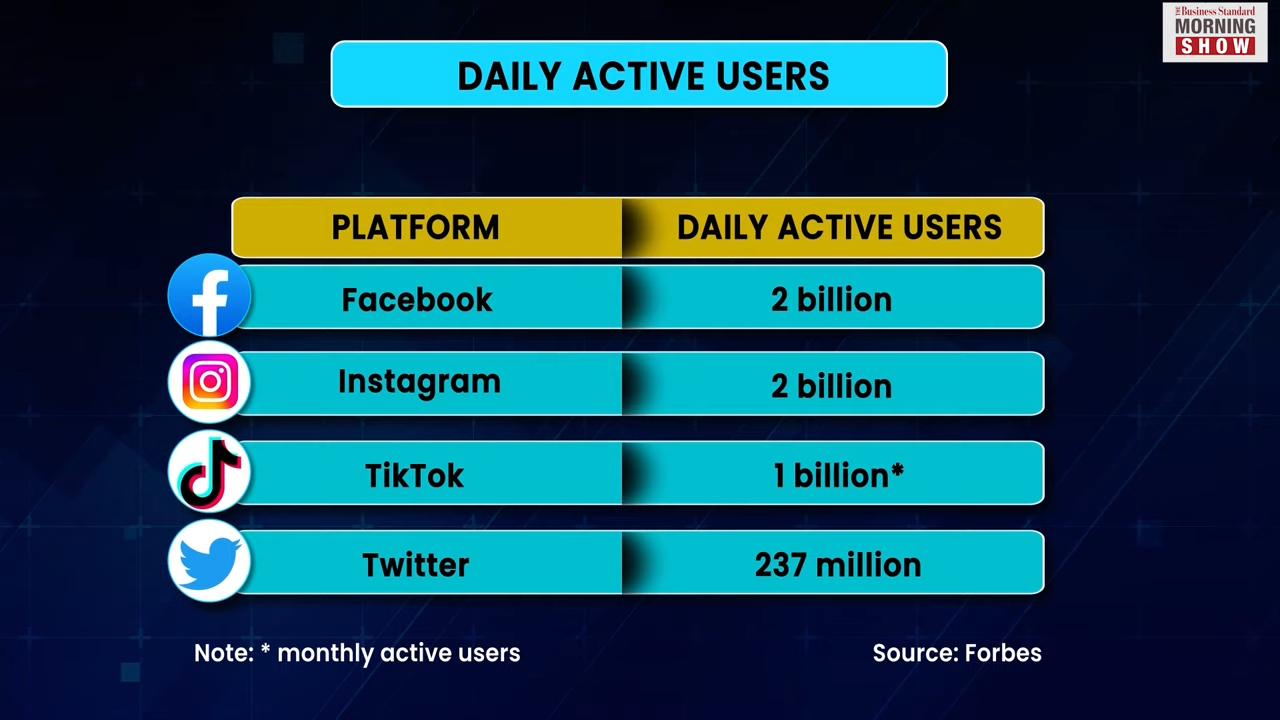 THE Business Standard
MORNING
SHOW
DAILY ACTIVE USERS
PLATFORM DAILY ACTIVE USERS
Facebook 2 billion
Instagram 2 billion
TikTok 1 billion*
Twitter 237 million
Note: * monthly active users Source: Forbes